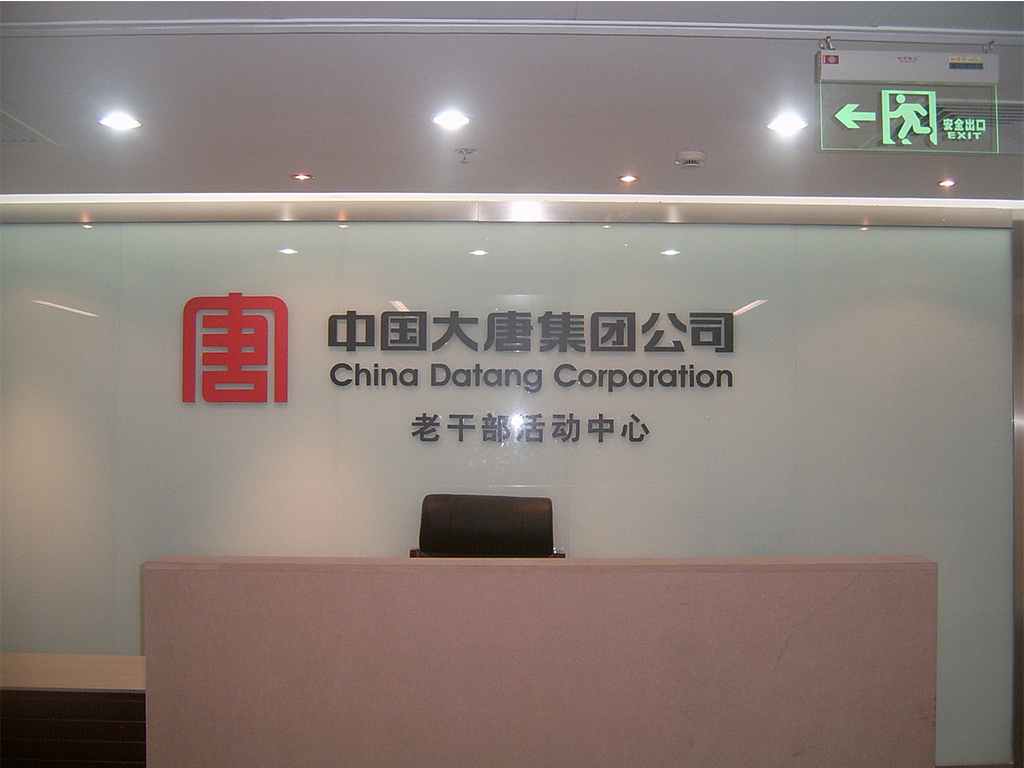 安全出口
EXIT
唐
中国大唐集团公司
China Datang Corporation
老干部活动中心